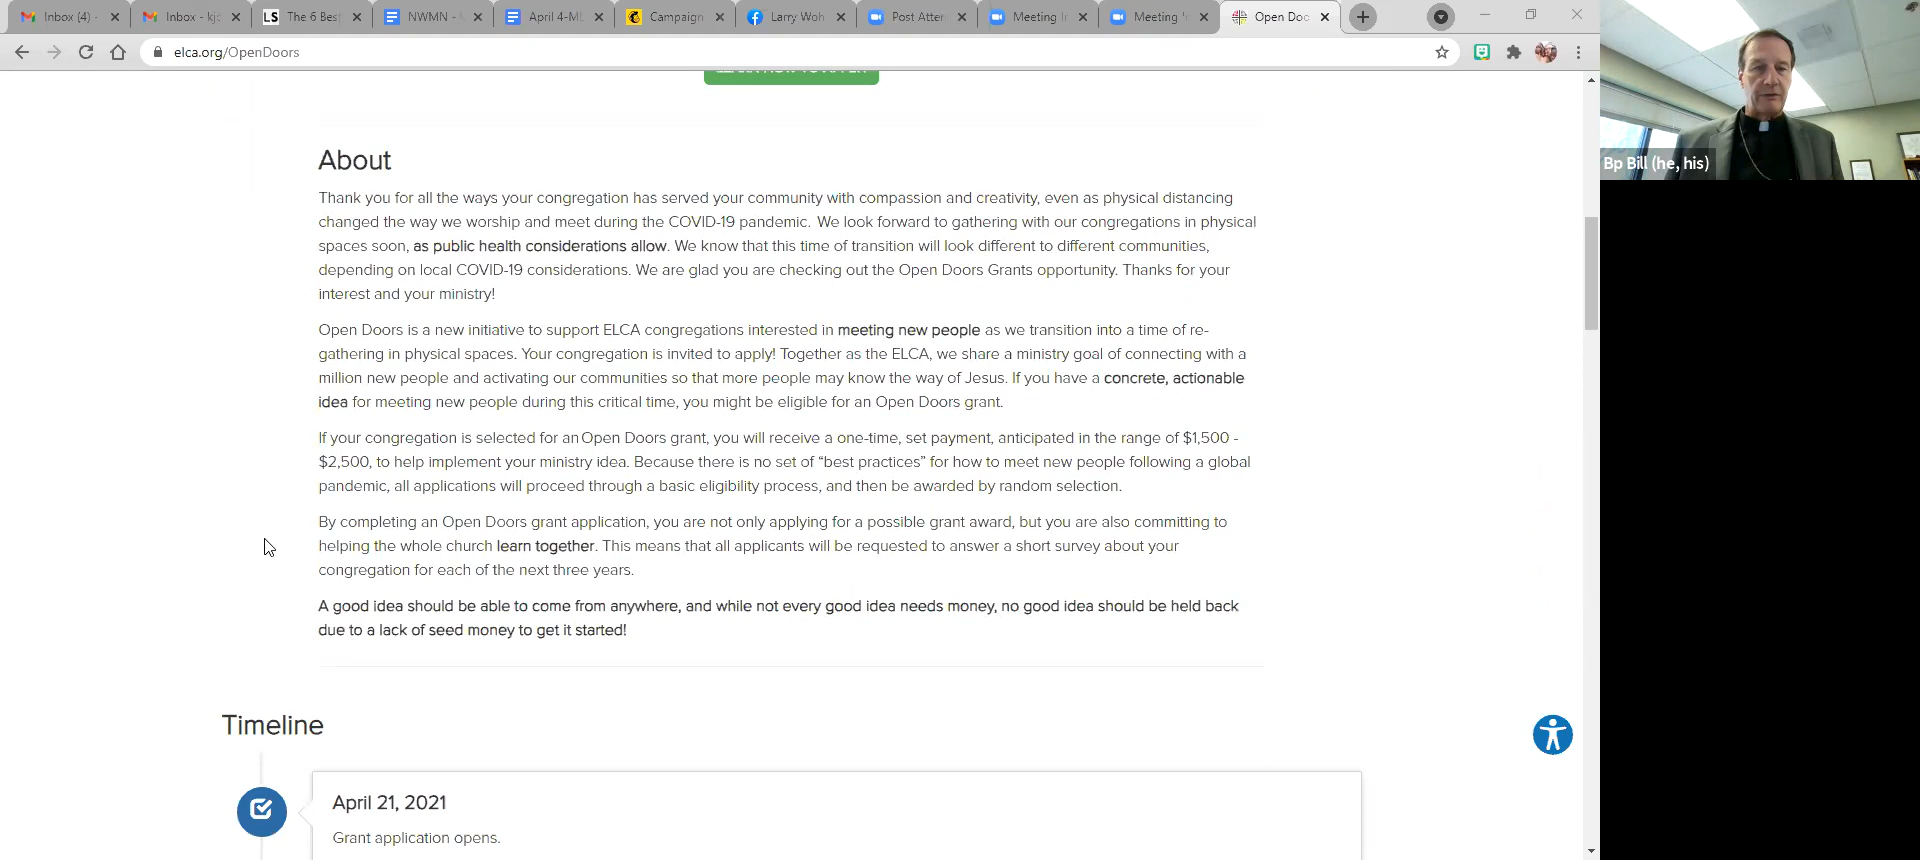 Inbox (4) -
Inbox - kjc
The 6 Best
NWMN -
April 4-ML
Campaign
Larry Woh
Post Atter
Meeting I
Meeting '
Open Doc
elca.org/OpenDoors
About
Thank you for all the ways your congregation has served your community with compassion and creativity, even as physical distancing
changed the way we worship and meet during the COVID-19 pandemic. We look forward to gathering with our congregations in physical
spaces soon, as public health considerations allow. We know that this time of transition will look different to different communities,
depending on local COVID-19 considerations. We are glad you are checking out the Open Doors Grants opportunity. Thanks for your
interest and your ministry!
Open Doors is a new initiative to support ELCA congregations interested in meeting new people as we transition into a time of re-
gathering in physical spaces. Your congregation is invited to apply! Together as the ELCA, we share a ministry goal of connecting with a
million new people and activating our communities so that more people may know the way of Jesus. If you have a concrete, actionable
idea for meeting new people during this critical time, you might be eligible for an Open Doors grant.
If your congregation is selected for an Open Doors grant, you will receive a one-time, set payment, anticipated in the range of $1,500 -
$2,500, to help implement your ministry idea. Because there is no set of “best practices” for how to meet new people following a global
pandemic, all applications will proceed through a basic eligibility process, and then be awarded by random selection.
By completing an Open Doors grant application, you are not only applying for a possible grant award, but you are also committing to
helping the whole church learn together. This means that all applicants will be requested to answer a short survey about your
congregation for each of the next three years.
A good idea should be able to come from anywhere, and while not every good idea needs money, no good idea should be held back
due to a lack of seed money to get it started!
Timeline
April 21, 2021
Grant application opens.
Bp Bill (he, his)